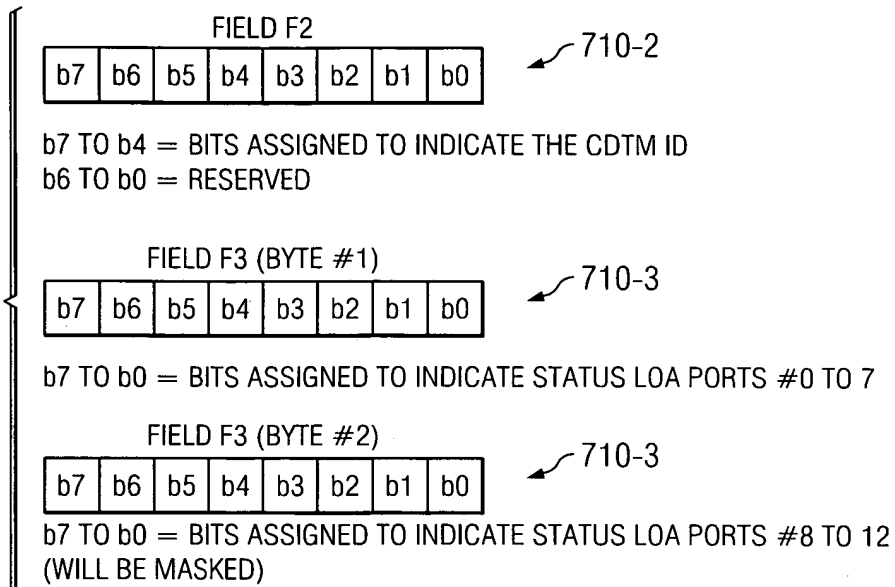 FIELD F2
b7 b6 b5 b4 b3 b2 b1 b0 710-2
b7 TO b4 = BITS ASSIGNED TO INDICATE THE CDTM ID
b6 TO b0 = RESERVED
FIELD F3 (BYTE #1)
b7 b6 b5 b4 b3 b2 b1 b0 710-3
b7 TO b0 = BITS ASSIGNED TO INDICATE STATUS LOA PORTS #0 TO 7
FIELD F3 (BYTE #2)
b7 b6 b5 b4 b3 b2 b1 b0 710-3
b7 TO b0 = BITS ASSIGNED TO INDICATE STATUS LOA PORTS #8 TO 12
(WILL BE MASKED)